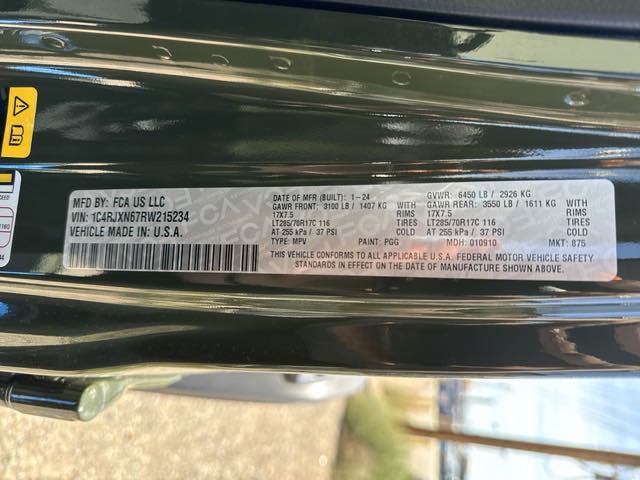 MFD BY: FCA US LLC
VIN: 1C4RJXN67RW215234
VEHICLE MADE IN: U.S.A.
DATE OF MFR (BUILT): 1-24
GAWR FRONT: 3100 LB / 1407 KG WITH
17X7.5 RIMS
LT285/70R17C 116 TIRES
AT 255 kPa / 37 PSI
TYPE: MPV PAINT: PGG
GVWR: 6450 LB / 2926 KG
GAWR REAR: 3550 LB / 1611 KG WITH
17X7.5 RIMS
LT285/70R17C 116 TIRES
AT 255 kPa / 37 PSI
MDH: 010910 MKT: 875
THIS VEHICLE CONFORMS TO ALL APPLICABLE U.S.A. FEDERAL MOTOR VEHICLE SAFETY
STANDARDS IN EFFECT ON THE DATE OF MANUFACTURE SHOWN ABOVE.